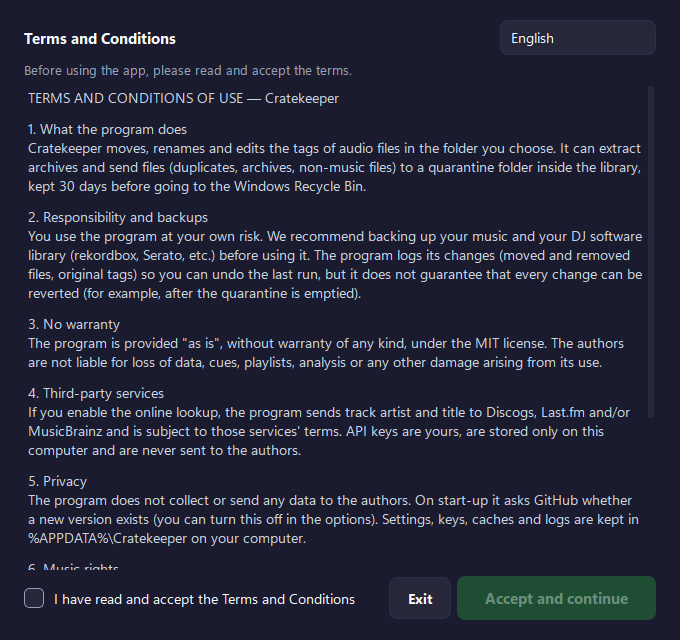 Terms and Conditions
English
Before using the app, please read and accept the terms.
TERMS AND CONDITIONS OF USE — Cratekeeper
1. What the program does
Cratekeeper moves, renames and edits the tags of audio files in the folder you choose. It can extract
archives and send files (duplicates, archives, non-music files) to a quarantine folder inside the library,
kept 30 days before going to the Windows Recycle Bin.
2. Responsibility and backups
You use the program at your own risk. We recommend backing up your music and your DJ software
library (rekordbox, Serato, etc.) before using it. The program logs its changes (moved and removed
files, original tags) so you can undo the last run, but it does not guarantee that every change can be
reverted (for example, after the quarantine is emptied).
3. No warranty
The program is provided "as is", without warranty of any kind, under the MIT license. The authors
are not liable for loss of data, cues, playlists, analysis or any other damage arising from its use.
4. Third-party services
If you enable the online lookup, the program sends track artist and title to Discogs, Last.fm and/or
MusicBrainz and is subject to those services' terms. API keys are yours, are stored only on this
computer and are never sent to the authors.
5. Privacy
The program does not collect or send any data to the authors. On start-up it asks GitHub whether
a new version exists (you can turn this off in the options). Settings, keys, caches and logs are kept in
%APPDATA%\Cratekeeper on your computer.
6. Music rights
I have read and accept the Terms and Conditions
Exit
Accept and continue